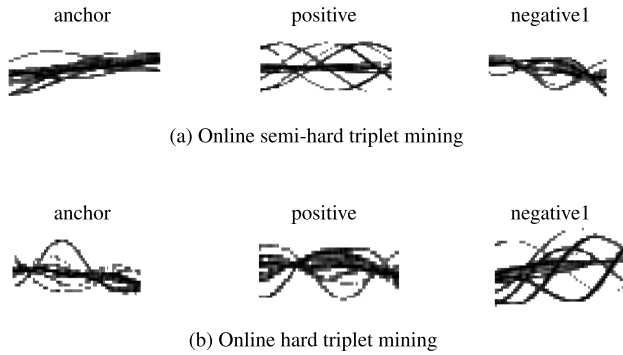 anchor positive negative1
(a) Online semi-hard triplet mining
anchor positive negative1
(b) Online hard triplet mining